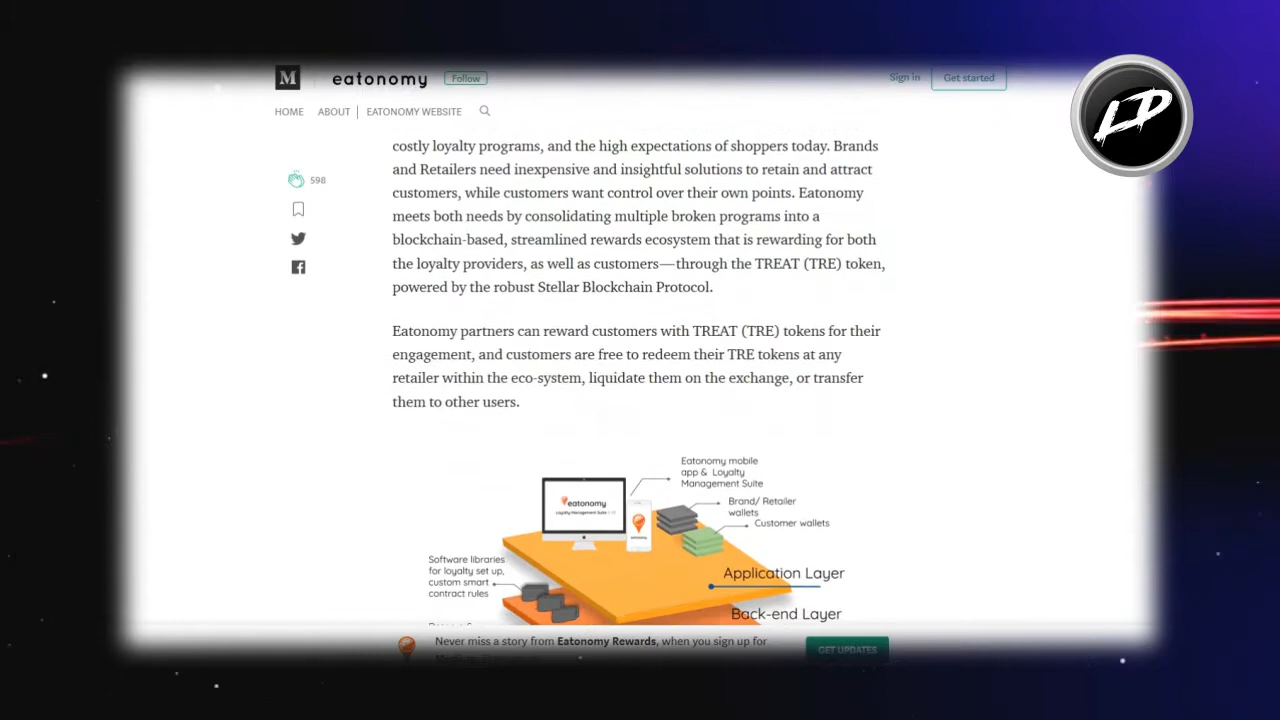 M eatonomy Follow Sign in Get started
LP
HOME ABOUT EATONOMY WEBSITE
costly loyalty programs, and the high expectations of shoppers today. Brands
and Retailers need inexpensive and insightful solutions to retain and attract
customers, while customers want control over their own points. Eatonomy
meets both needs by consolidating multiple broken programs into a
blockchain-based, streamlined rewards ecosystem that is rewarding for both
the loyalty providers, as well as customers—through the TREAT (TRE) token,
powered by the robust Stellar Blockchain Protocol.
598
Eatonomy partners can reward customers with TREAT (TRE) tokens for their
engagement, and customers are free to redeem their TRE tokens at any
retailer within the eco-system, liquidate them on the exchange, or transfer
them to other users.
Eatonomy mobile
app & Loyalty
Management Suite
Brand/ Retailer
wallets
Customer wallets
eatonomy
Loyalty Management Suite
Software libraries
for loyalty set up,
custom smart
contract rules
Application Layer
Back-end Layer
Never miss a story from Eatonomy Rewards, when you sign up for
GET UPDATES